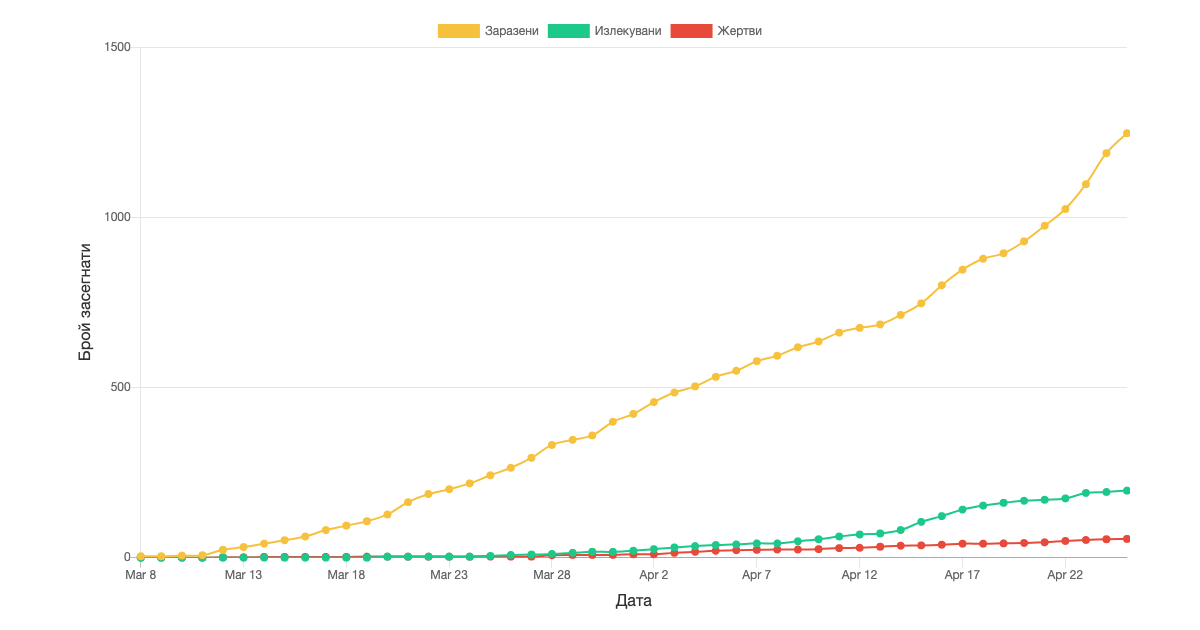 Заразени Излекувани Жертви
1500
1000
500
0
Брой засегнати
Mar 8 Mar 13 Mar 18 Mar 23 Mar 28 Apr 2 Apr 7 Apr 12 Apr 17 Apr 22
Дата